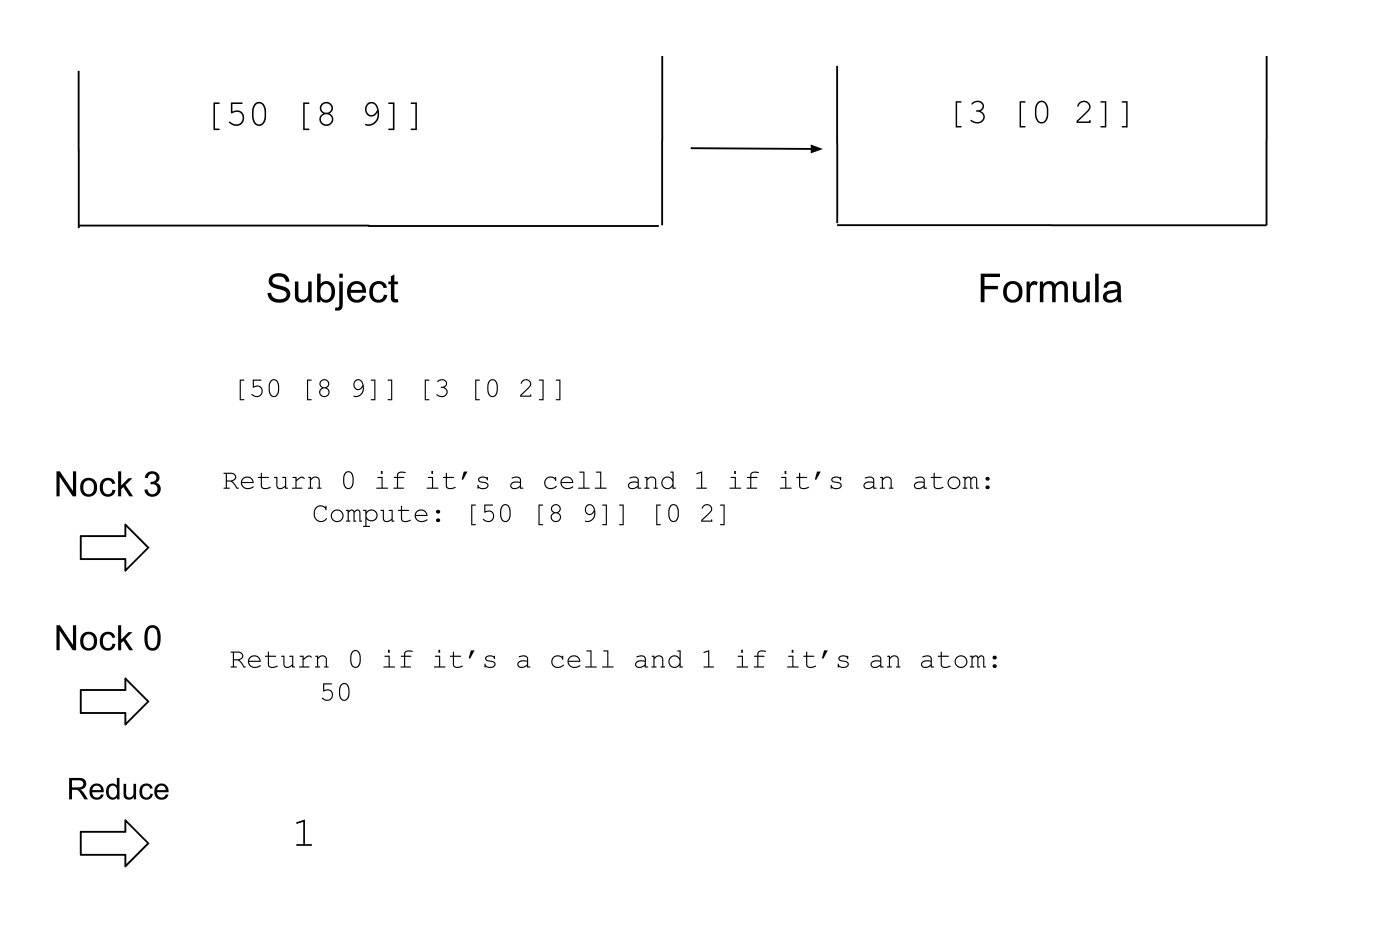 [50 [8 9]]
[3 [0 2]]
Subject
Formula
[50 [8 9]] [3 [0 2]]
Nock 3
Return 0 if it’s a cell and 1 if it’s an atom:
Compute: [50 [8 9]] [0 2]
Nock 0
Return 0 if it’s a cell and 1 if it’s an atom:
50
Reduce
1